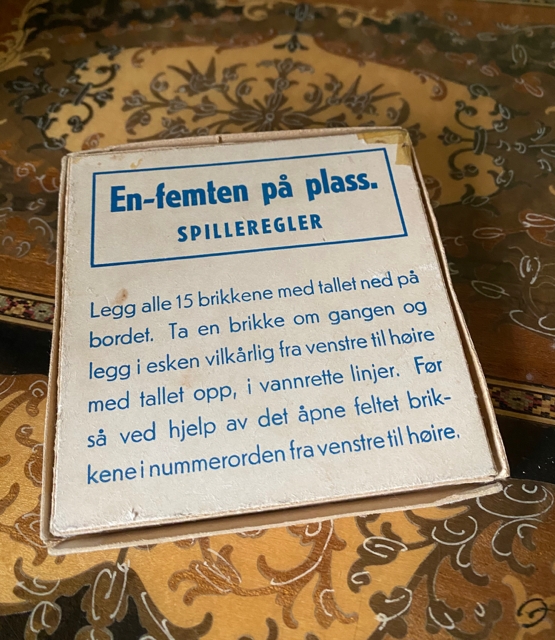 En-femten på plass.
SPILLEREGLER
Legg alle 15 brikkene med tallet ned på
bordet. Ta en brikke om gangen og
legg i esken vilkårlig fra venstre til høire
med tallet opp, i vannrette linjer. Før
så ved hjelp av det åpne feltet brik-
kene i nummerorden fra venstre til høire.